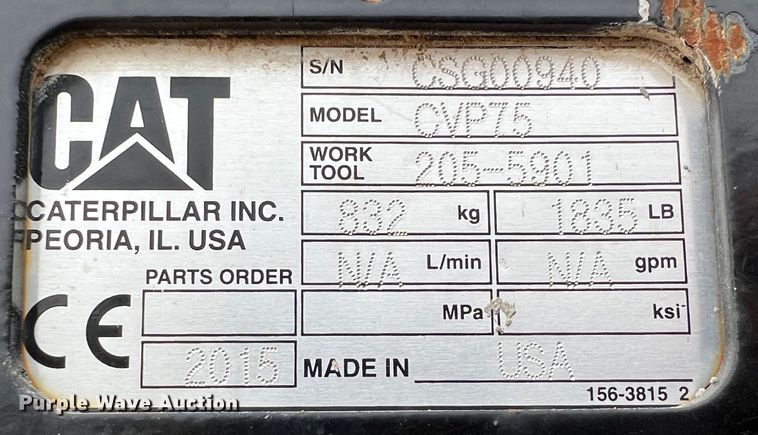 CAT
CATERPILLAR INC.
PEORIA, IL. USA
S/N CSG00940
MODEL CVP75
WORK TOOL 205-5901
832 kg 1835 LB
N/A L/min N/A gpm
PARTS ORDER
MPa ksi
CE
2015 MADE IN USA
156-3815 2
Purple Wave Auction